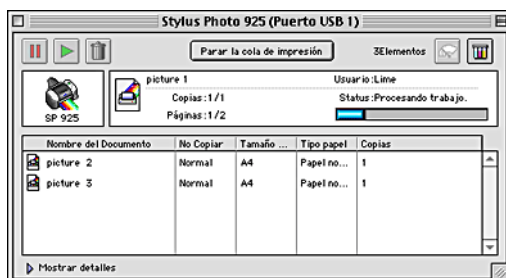 Stylus Photo 925 (Puerto USB 1)
Parar la cola de impresión
3Elementos
SP 925
picture 1
Usuario:Lime
Copias:1/1
Status:Procesando trabajo.
Páginas:1/2
Nombre del Documento No Copiar Tamaño ... Tipo papel Copias
picture 2 Normal A4 Papel no... 1
picture 3 Normal A4 Papel no... 1
Mostrar detalles